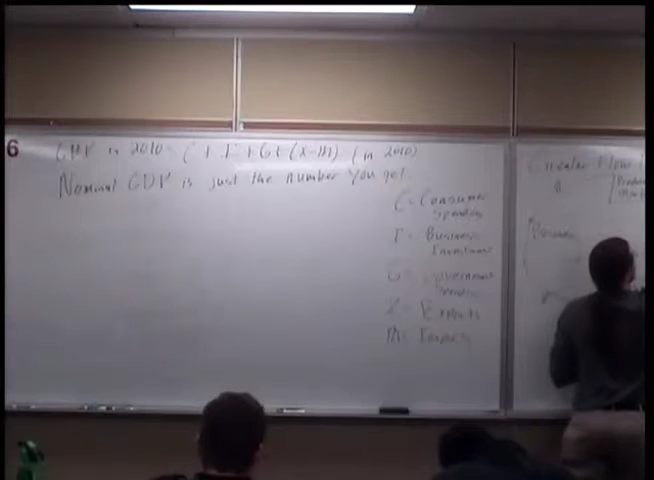 6
GDP in 2010 = C + I + G + (X-M) (in 2010)
Nominal GDP is just the number you get.
C = Consumer
Spending
I = Business
Investment
G = Government
Spending
X = Exports
M = Imports
Circular Flow